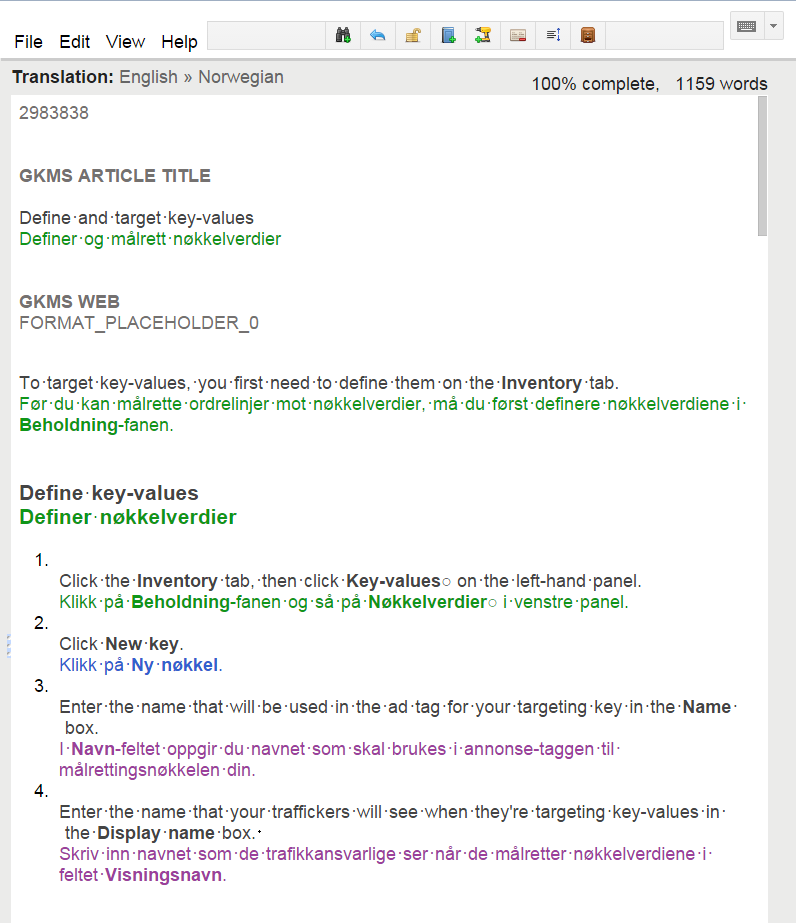 File Edit View Help
Translation: English » Norwegian
100% complete, 1159 words
2983838
GKMS ARTICLE TITLE
Define·and·target·key-values
Definer·og·målrett·nøkkelverdier
GKMS WEB
FORMAT_PLACEHOLDER_0
To·target·key-values,·you·first·need·to·define·them·on·the·Inventory·tab.
Før·du·kan·målrette·ordrelinjer·mot·nøkkelverdier,·må·du·først·definere·nøkkelverdiene·i·
Beholdning-fanen.
Define·key-values
Definer·nøkkelverdier
1.
Click·the·Inventory·tab,·then·click·Key-values○·on·the·left-hand·panel.
Klikk·på·Beholdning-fanen·og·så·på·Nøkkelverdier○·i·venstre·panel.
2.
Click·New·key.
Klikk·på·Ny·nøkkel.
3.
Enter·the·name·that·will·be·used·in·the·ad·tag·for·your·targeting·key·in·the·Name·
box.
I·Navn-feltet·oppgir·du·navnet·som·skal·brukes·i·annonse-taggen·til·
målrettingsnøkkelen·din.
4.
Enter·the·name·that·your·traffickers·will·see·when·they're·targeting·key-values·in·
the·Display·name·box.·
Skriv·inn·navnet·som·de·trafikkansvarlige·ser·når·de·målretter·nøkkelverdiene·i·
feltet·Visningsnavn.